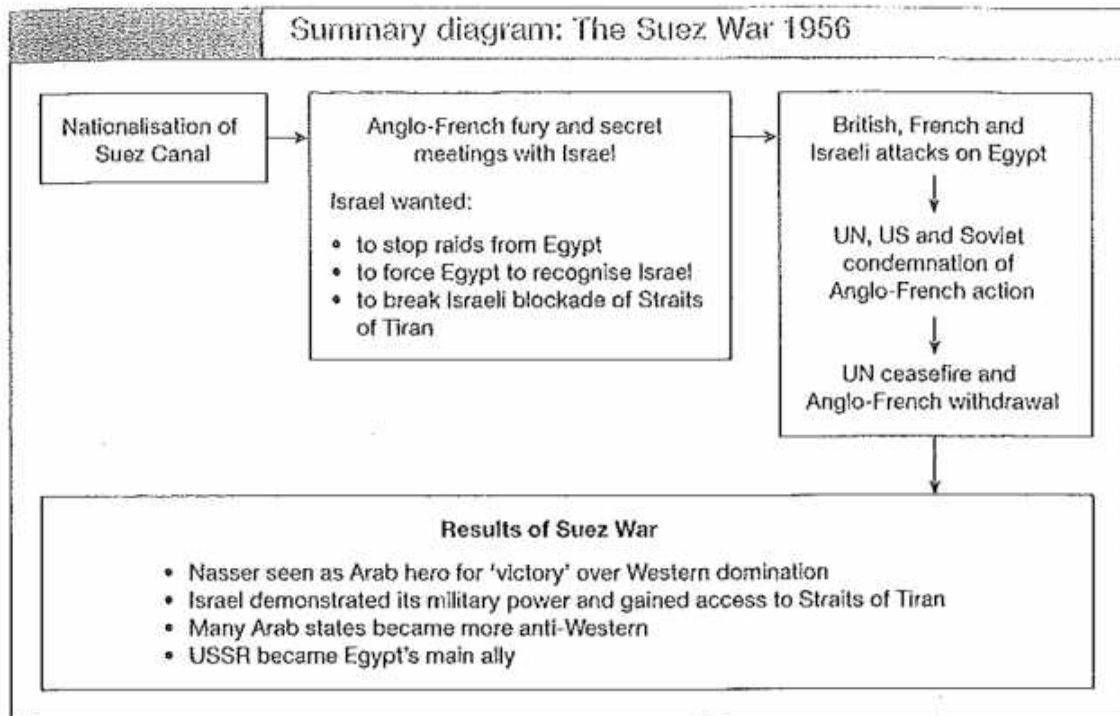 Summary diagram: The Suez War 1956
Nationalisation of
Suez Canal
Anglo-French fury and secret
meetings with Israel
Israel wanted:
• to stop raids from Egypt
• to force Egypt to recognise Israel
• to break Israeli blockade of Straits
of Tiran
British, French and
Israeli attacks on Egypt
UN, US and Soviet
condemnation of
Anglo-French action
UN ceasefire and
Anglo-French withdrawal
Results of Suez War
• Nasser seen as Arab hero for 'victory' over Western domination
• Israel demonstrated its military power and gained access to Straits of Tiran
• Many Arab states became more anti-Western
• USSR became Egypt's main ally